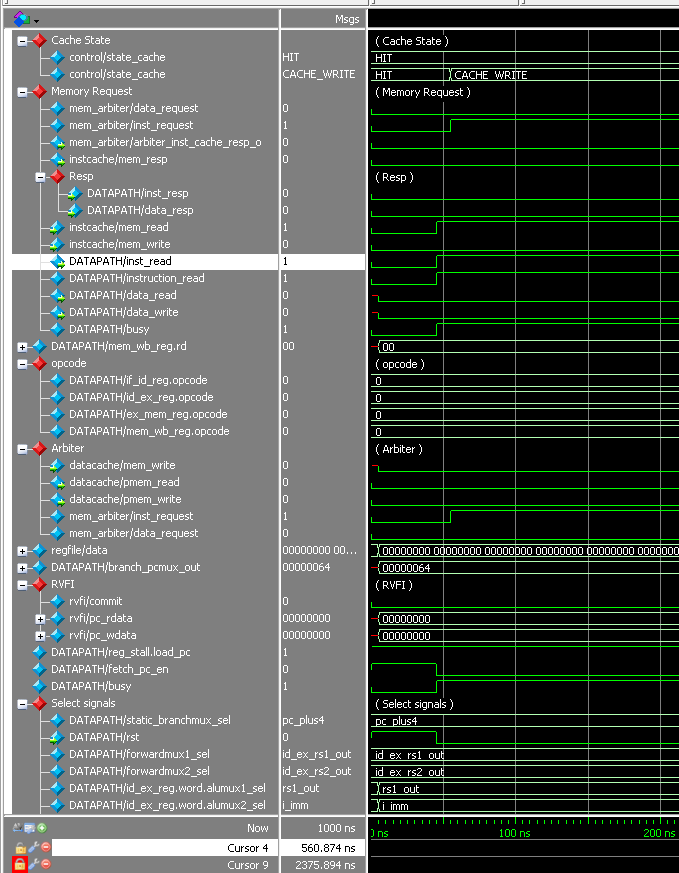 Msgs
Cache State ( Cache State )
control/state_cache HIT HIT
control/state_cache CACHE_WRITE HIT CACHE_WRITE
Memory Request ( Memory Request )
mem_arbiter/data_request 0
mem_arbiter/inst_request 1
mem_arbiter/arbiter_inst_cache_resp_o 0
instcache/mem_resp 0
Resp ( Resp )
DATAPATH/inst_resp 0
DATAPATH/data_resp 0
instcache/mem_read 1
instcache/mem_write 0
DATAPATH/inst_read 1
DATAPATH/instruction_read 1
DATAPATH/data_read 0
DATAPATH/data_write 0
DATAPATH/busy 1
DATAPATH/mem_wb_reg.rd 00 00
opcode ( opcode )
DATAPATH/if_id_reg.opcode 0 0
DATAPATH/id_ex_reg.opcode 0 0
DATAPATH/ex_mem_reg.opcode 0 0
DATAPATH/mem_wb_reg.opcode 0 0
Arbiter ( Arbiter )
datacache/mem_write 0
datacache/pmem_read 0
datacache/pmem_write 0
mem_arbiter/inst_request 1
mem_arbiter/data_request 0
regfile/data 00000000 00... 00000000 00000000 00000000 00000000 00000000 0000000
DATAPATH/branch_pcmux_out 00000064 00000064
RVFI ( RVFI )
rvfi/commit 0
rvfi/pc_rdata 00000000 00000000
rvfi/pc_wdata 00000000 00000000
DATAPATH/reg_stall.load_pc 1
DATAPATH/fetch_pc_en 0
DATAPATH/busy 1
Select signals ( Select signals )
DATAPATH/static_branchmux_sel pc_plus4 pc_plus4
DATAPATH/rst 0
DATAPATH/forwardmux1_sel id_ex_rs1_out id_ex_rs1_out
DATAPATH/forwardmux2_sel id_ex_rs2_out id_ex_rs2_out
DATAPATH/id_ex_reg.word.alumux1_sel rs1_out rs1_out
DATAPATH/id_ex_reg.word.alumux2_sel i_imm i_imm
Now 1000 ns 0 ns 100 ns 200 ns
Cursor 4 560.874 ns
Cursor 9 2375.894 ns